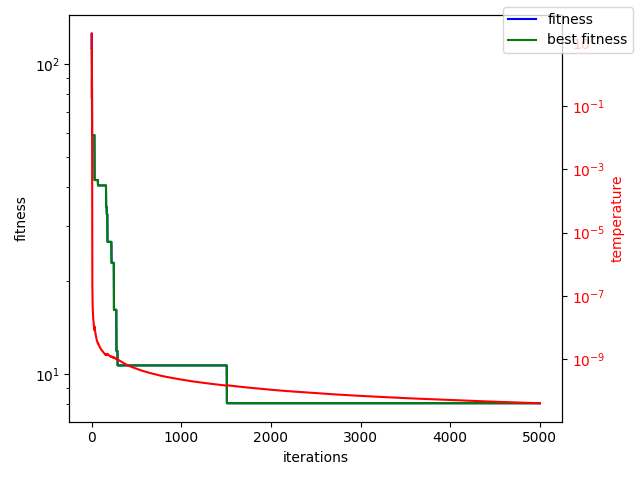 fitness
best fitness
10²
10¹
fitness
10⁻¹
10⁻³
10⁻⁵
10⁻⁷
10⁻⁹
temperature
0
1000
2000
3000
4000
5000
iterations